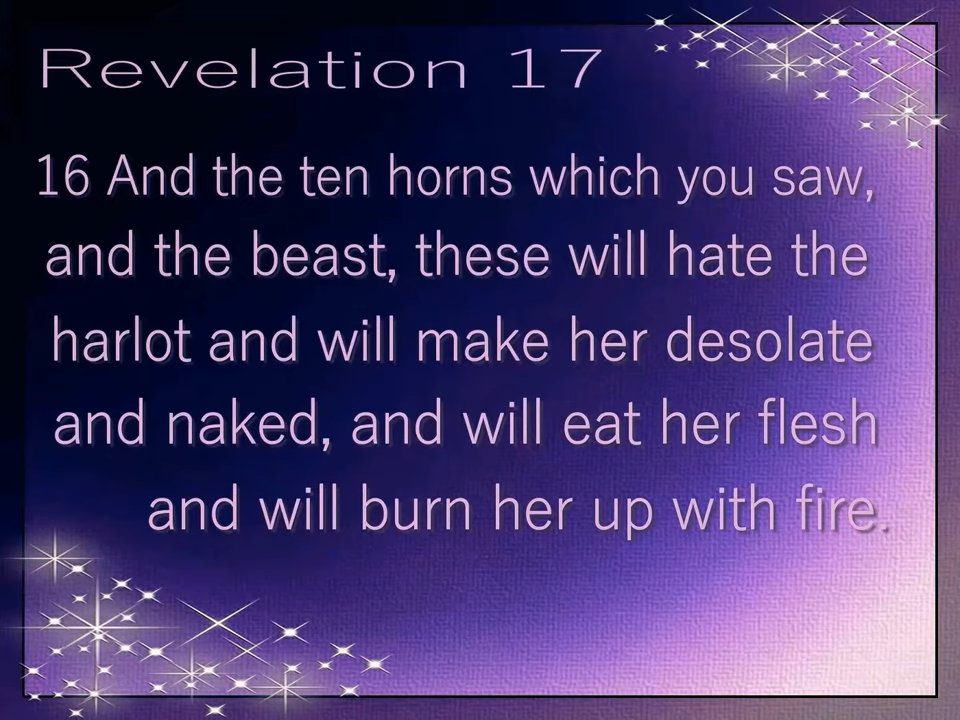 Revelation 17
16 And the ten horns which you saw,
and the beast, these will hate the
harlot and will make her desolate
and naked, and will eat her flesh
and will burn her up with fire.